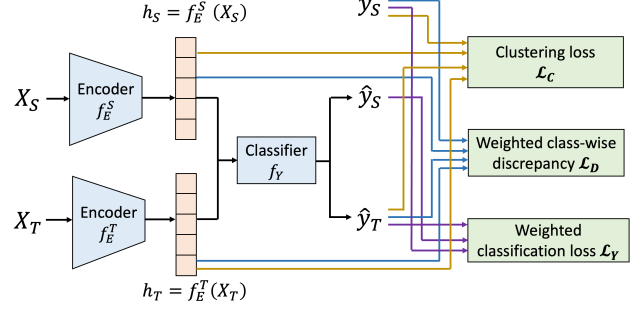 h_S = f_E^S (X_S)
y_S
Clustering loss
ℒ_C
Encoder
f_E^S
X_S
ŷ_S
Classifier
f_Y
Weighted class-wise
discrepancy ℒ_D
Encoder
f_E^T
X_T
ŷ_T
Weighted
classification loss ℒ_Y
h_T = f_E^T(X_T)